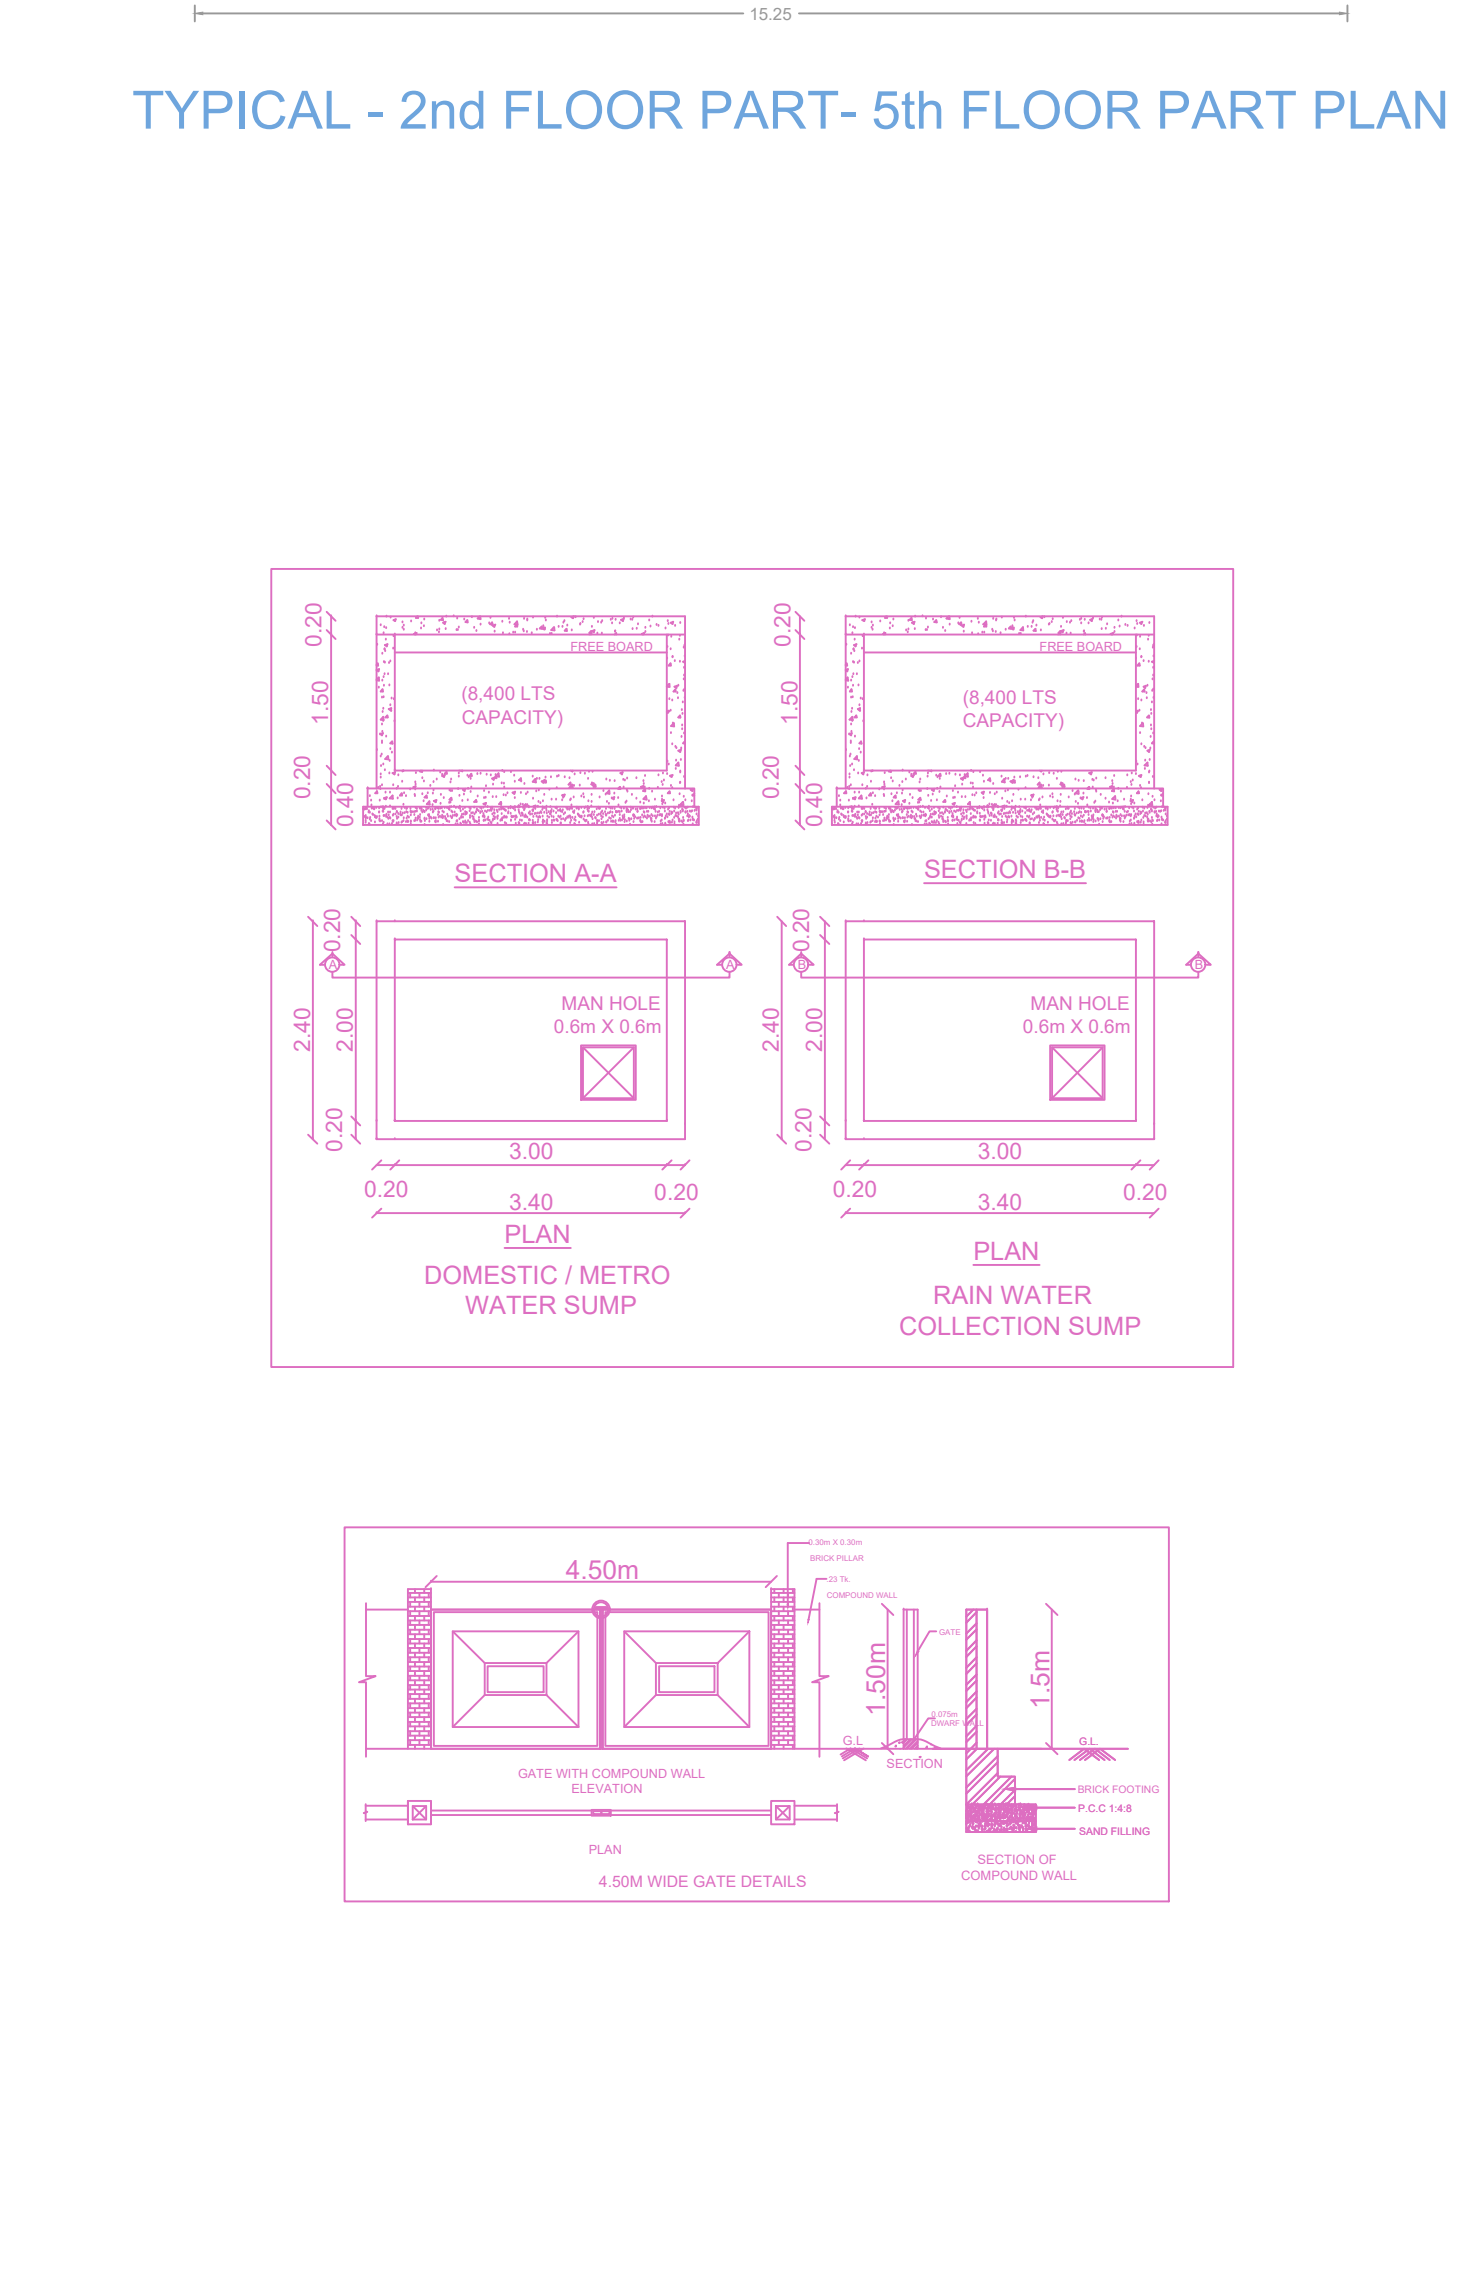 15.25
TYPICAL - 2nd FLOOR PART- 5th FLOOR PART PLAN
0.20
1.50
0.20
0.40
FREE BOARD
(8,400 LTS
CAPACITY)
SECTION A-A
0.20
1.50
0.20
0.40
FREE BOARD
(8,400 LTS
CAPACITY)
SECTION B-B
0.20
2.40
2.00
0.20
A
A
MAN HOLE
0.6m X 0.6m
3.00
0.20
0.20
3.40
PLAN
DOMESTIC / METRO
WATER SUMP
0.20
2.40
2.00
0.20
B
B
MAN HOLE
0.6m X 0.6m
3.00
0.20
0.20
3.40
PLAN
RAIN WATER
COLLECTION SUMP
4.50m
0.30m X 0.30m
BRICK PILLAR
.23 Tk.
COMPOUND WALL
GATE WITH COMPOUND WALL
ELEVATION
PLAN
4.50M WIDE GATE DETAILS
1.50m
GATE
0.075m
DWARF WALL
G.L
SECTION
1.5m
G.L.
BRICK FOOTING
P.C.C 1:4:8
SAND FILLING
SECTION OF
COMPOUND WALL